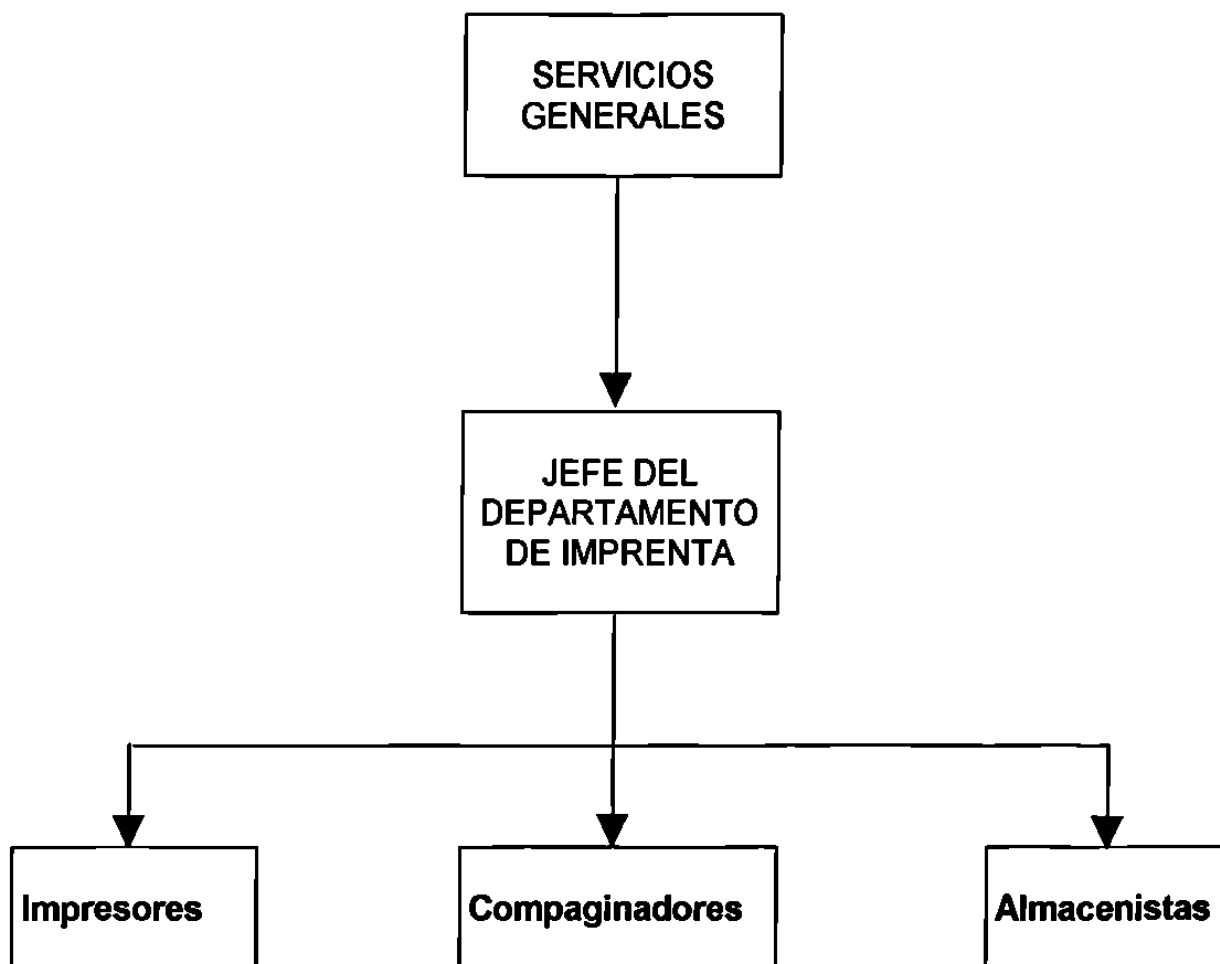 SERVICIOS
GENERALES
JEFE DEL
DEPARTAMENTO
DE IMPRENTA
Impresores
Compaginadores
Almacenistas